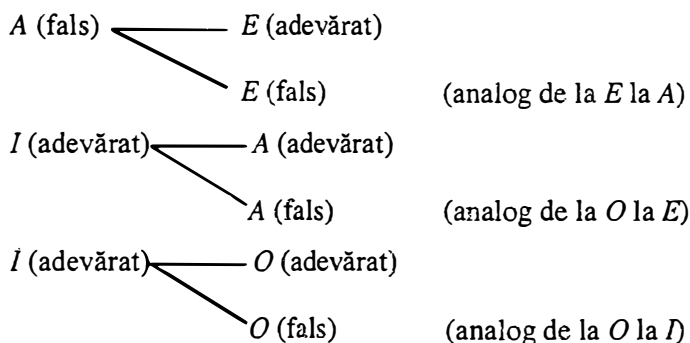 A (fals) E (adevărat)
E (fals) (analog de la E la A)
I (adevărat) A (adevărat)
A (fals) (analog de la O la E)
I (adevărat) O (adevărat)
O (fals) (analog de la O la I)